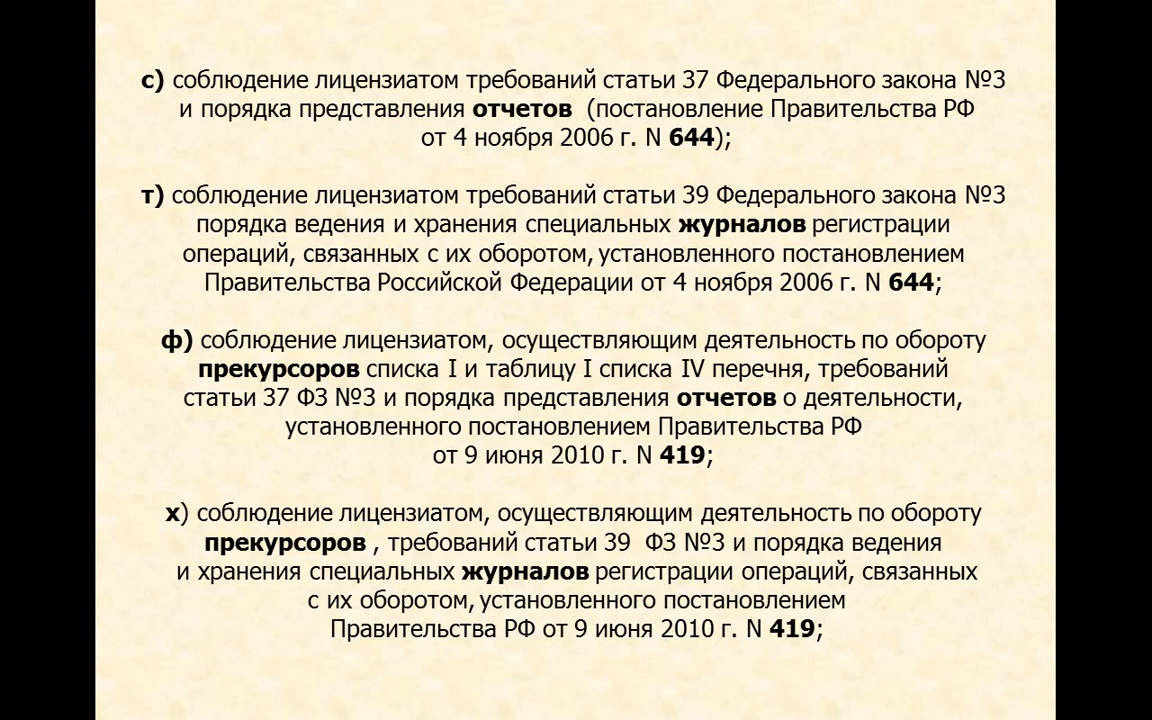 с) соблюдение лицензиатом требований статьи 37 Федерального закона №3
и порядка представления отчетов (постановление Правительства РФ
от 4 ноября 2006 г. N 644);
т) соблюдение лицензиатом требований статьи 39 Федерального закона №3
порядка ведения и хранения специальных журналов регистрации
операций, связанных с их оборотом, установленного постановлением
Правительства Российской Федерации от 4 ноября 2006 г. N 644;
ф) соблюдение лицензиатом, осуществляющим деятельность по обороту
прекурсоров списка I и таблицу I списка IV перечня, требований
статьи 37 ФЗ №3 и порядка представления отчетов о деятельности,
установленного постановлением Правительства РФ
от 9 июня 2010 г. N 419;
х) соблюдение лицензиатом, осуществляющим деятельность по обороту
прекурсоров , требований статьи 39 ФЗ №3 и порядка ведения
и хранения специальных журналов регистрации операций, связанных
с их оборотом, установленного постановлением
Правительства РФ от 9 июня 2010 г. N 419;